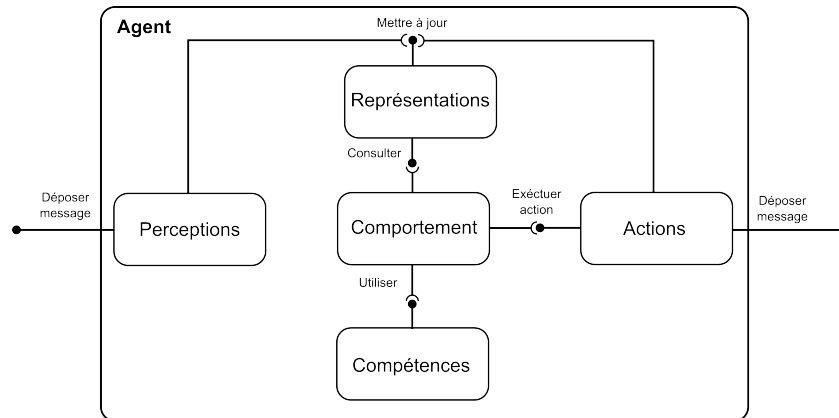 Agent
Mettre à jour
Représentations
Consulter
Déposer
message
Perceptions
Comportement
Exéctuer
action
Actions
Déposer
message
Utiliser
Compétences